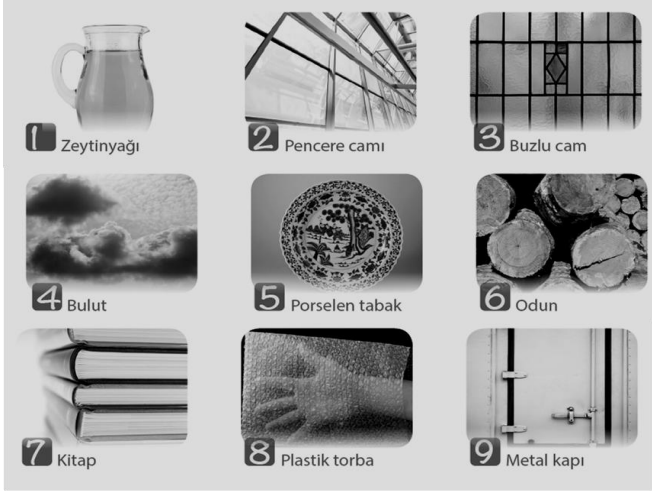 1 Zeytinyağı
2 Pencere camı
3 Buzlu cam
4 Bulut
5 Porselen tabak
6 Odun
7 Kitap
8 Plastik torba
9 Metal kapı